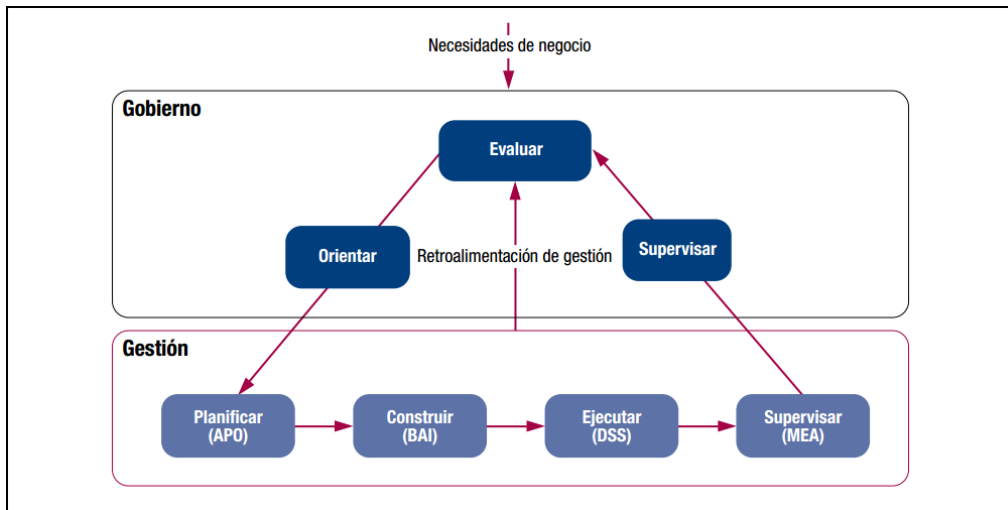 Necesidades de negocio
Gobierno
Evaluar
Orientar
Retroalimentación de gestión
Supervisar
Gestión
Planificar
(APO)
Construir
(BAI)
Ejecutar
(DSS)
Supervisar
(MEA)